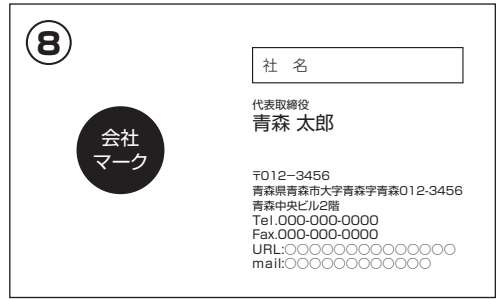 ⑧
社 名
会社
マーク
代表取締役
青森 太郎
〒012-3456
青森県青森市大字青森字青森012-3456
青森中央ビル2階
Tel.000-000-0000
Fax.000-000-0000
URL:○○○○○○○○○○○○○○
mail:○○○○○○○○○○○○